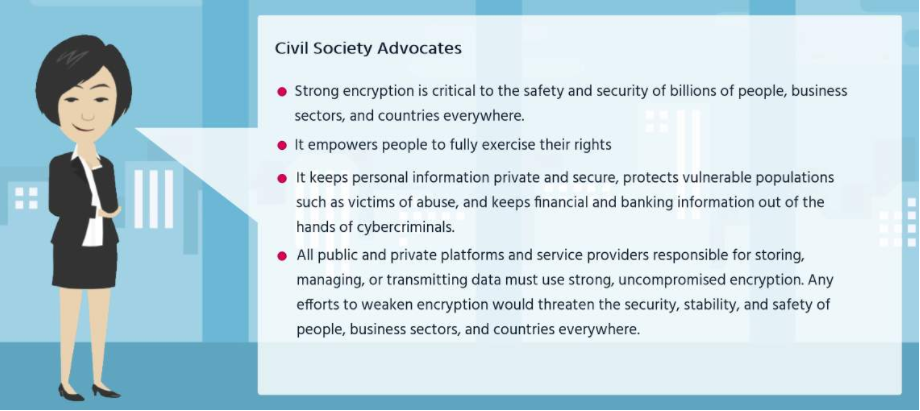 Civil Society Advocates
Strong encryption is critical to the safety and security of billions of people, business
sectors, and countries everywhere.
It empowers people to fully exercise their rights
It keeps personal information private and secure, protects vulnerable populations
such as victims of abuse, and keeps financial and banking information out of the
hands of cybercriminals.
All public and private platforms and service providers responsible for storing,
managing, or transmitting data must use strong, uncompromised encryption. Any
efforts to weaken encryption would threaten the security, stability, and safety of
people, business sectors, and countries everywhere.